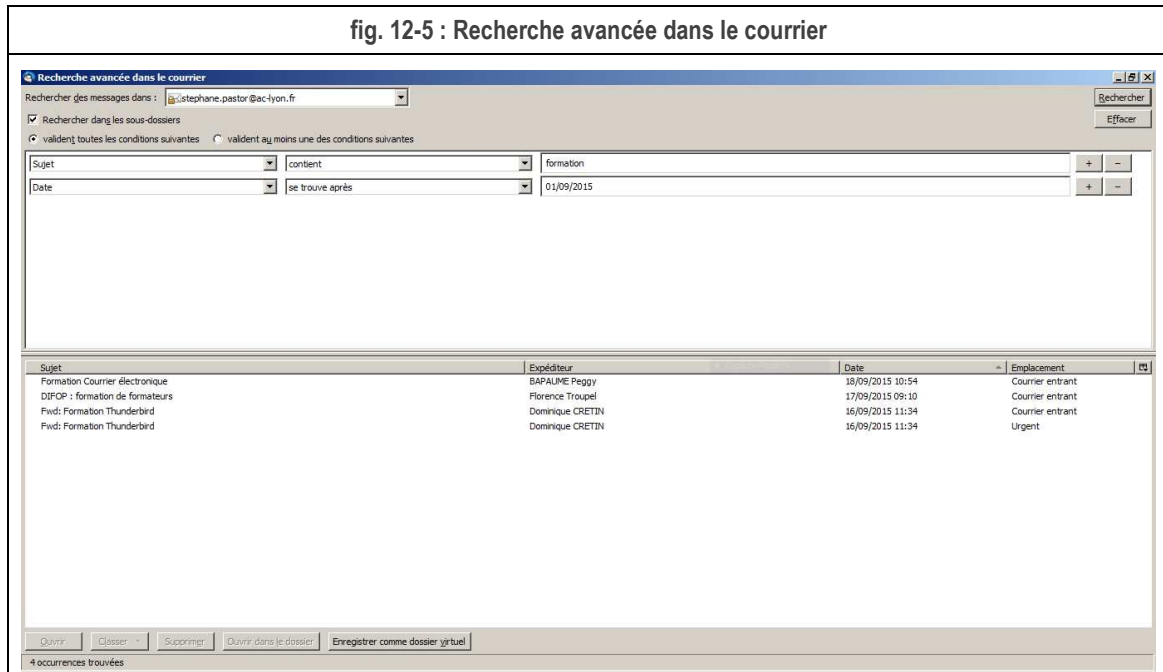 fig. 12-5 : Recherche avancée dans le courrier
Recherche avancée dans le courrier
Rechercher des messages dans : stephane.pastor@ac-lyon.fr Rechercher
Rechercher dans les sous-dossiers Effacer
valident toutes les conditions suivantes valident au moins une des conditions suivantes
Sujet contient formation + -
Date se trouve après 01/09/2015 + -
Sujet Expéditeur Date Emplacement
Formation Courrier électronique BAPAUME Peggy 18/09/2015 10:54 Courrier entrant
DIFOP : formation de formateurs Florence Troupel 17/09/2015 09:10 Courrier entrant
Fwd: Formation Thunderbird Dominique CRETIN 16/09/2015 11:34 Courrier entrant
Fwd: Formation Thunderbird Dominique CRETIN 16/09/2015 11:34 Urgent
Ouvrir Classer Supprimer Ouvrir dans le dossier Enregistrer comme dossier virtuel
4 occurrences trouvées